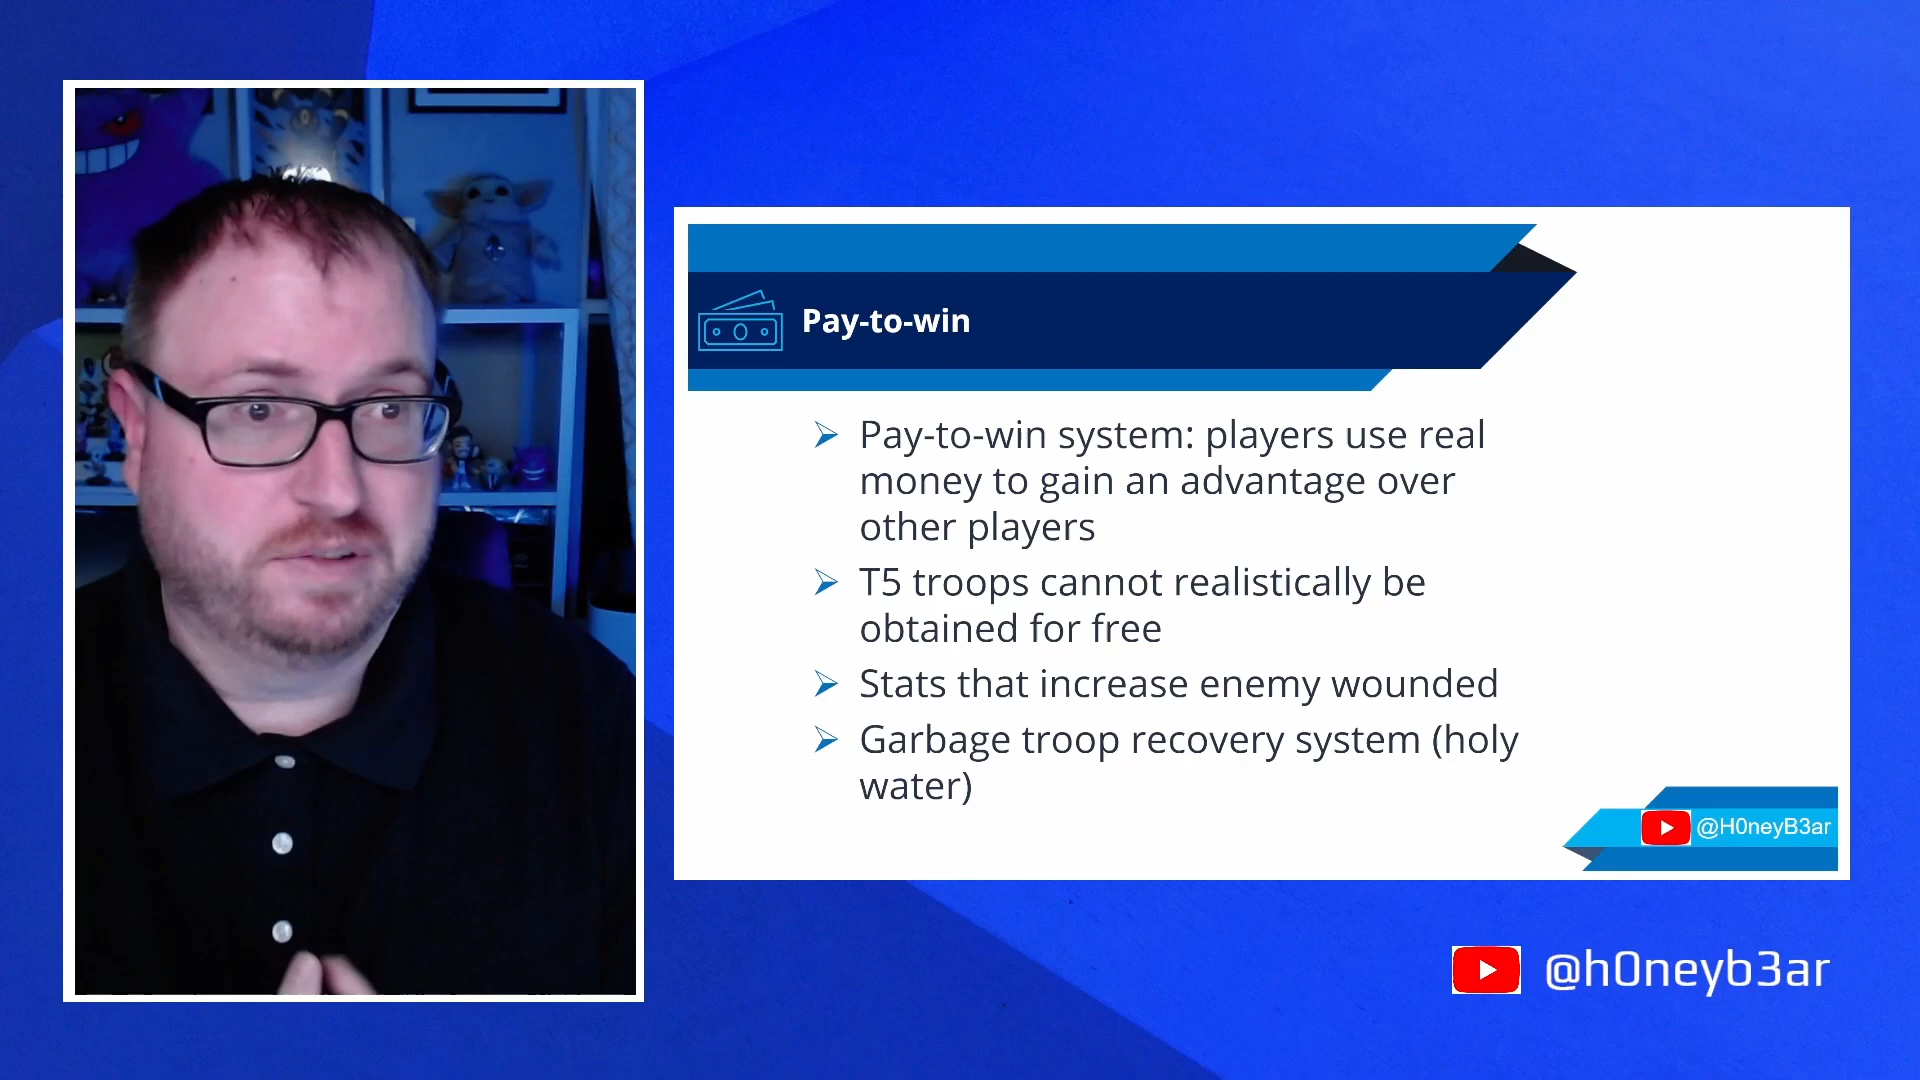 Pay-to-win
Pay-to-win system: players use real
money to gain an advantage over
other players
T5 troops cannot realistically be
obtained for free
Stats that increase enemy wounded
Garbage troop recovery system (holy
water)
@H0neyB3ar
@h0neyb3ar